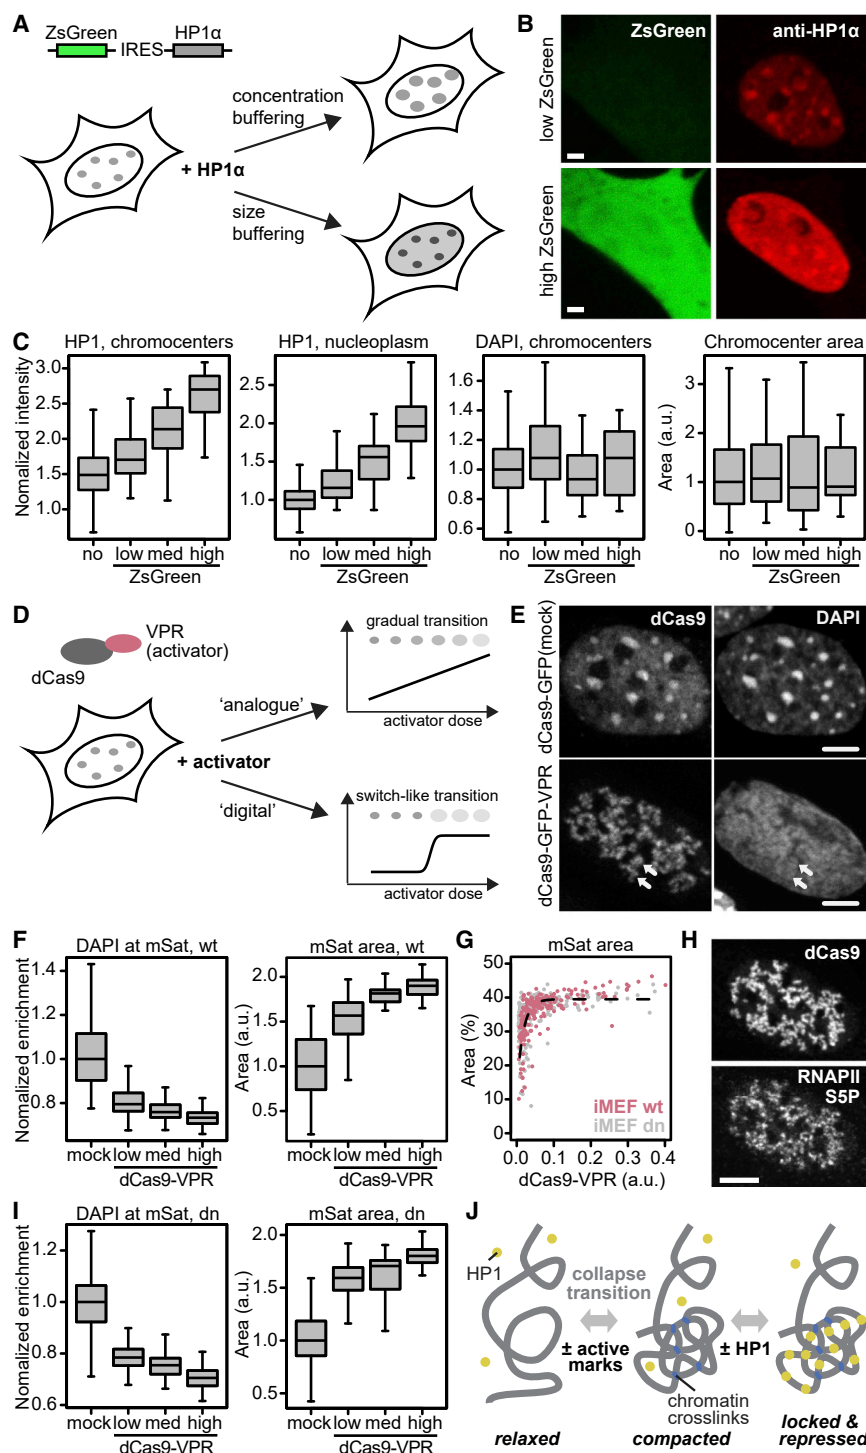 A
ZsGreen
IRES
HP1α
concentration
buffering
+ HP1α
size
buffering
B
ZsGreen
anti-HP1α
low ZsGreen
high ZsGreen
C
HP1, chromocenters
HP1, nucleoplasm
DAPI, chromocenters
Chromocenter area
Nomalized intensity
3.0
2.5
2.0
1.5
1.0
no
low med high
ZsGreen
2.5
2.0
1.5
1.0
no
low med high
ZsGreen
1.6
1.4
1.2
1.0
0.8
0.6
no
low med high
ZsGreen
Area (a.u.)
3
2
1
0
no
low med high
ZsGreen
D
VPR
(activator)
dCas9
'analogue'
+ activator
'digital'
gradual transition
activator dose
switch-like transition
activator dose
E
dCas9
DAPI
dCas9-GFP(mock)
dCas9-GFP-VPR
F
DAPI at mSat, wt
Nomalized enrichment
1.4
1.2
1.0
0.8
mock low med high
dCas9-VPR
mSat area, wt
Area (a.u.)
2.0
1.5
1.0
0.5
mock low med high
dCas9-VPR
G
mSat area
Area (%)
50
40
30
20
10
0
iMEF wt
iMEF dn
0.0 0.1 0.2 0.3 0.4
dCas9-VPR (a.u.)
H
dCas9
RNAPII
S5P
I
DAPI at mSat, dn
Nomalized enrichment
1.2
1.0
0.8
0.6
mock low med high
dCas9-VPR
mSat area, dn
Area (a.u.)
2.0
1.5
1.0
0.5
mock low med high
dCas9-VPR
J
HP1
collapse
transition
± active
marks
± HP1
chromatin
crosslinks
relaxed
compacted
locked &
repressed